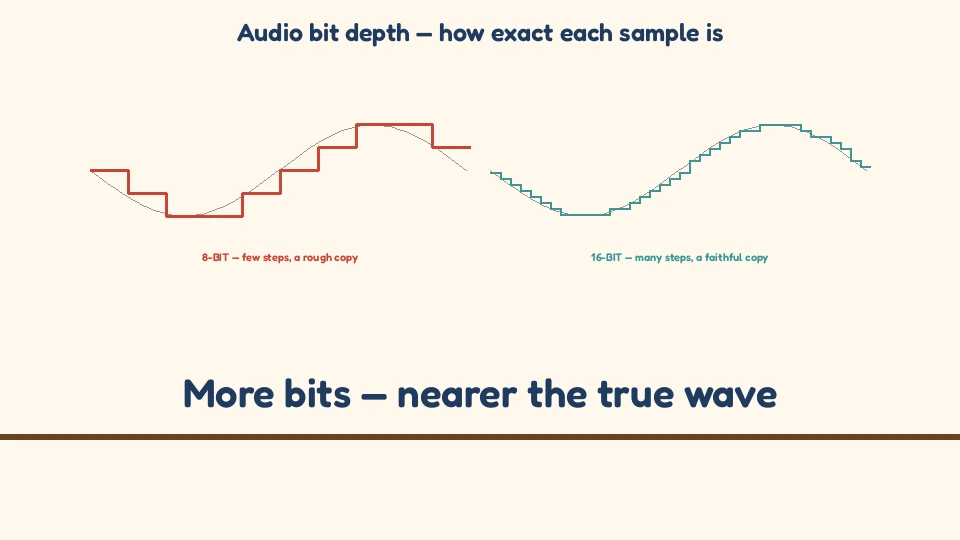 Audio bit depth — how exact each sample is
8-BIT — few steps, a rough copy
16-BIT — many steps, a faithful copy
More bits — nearer the true wave